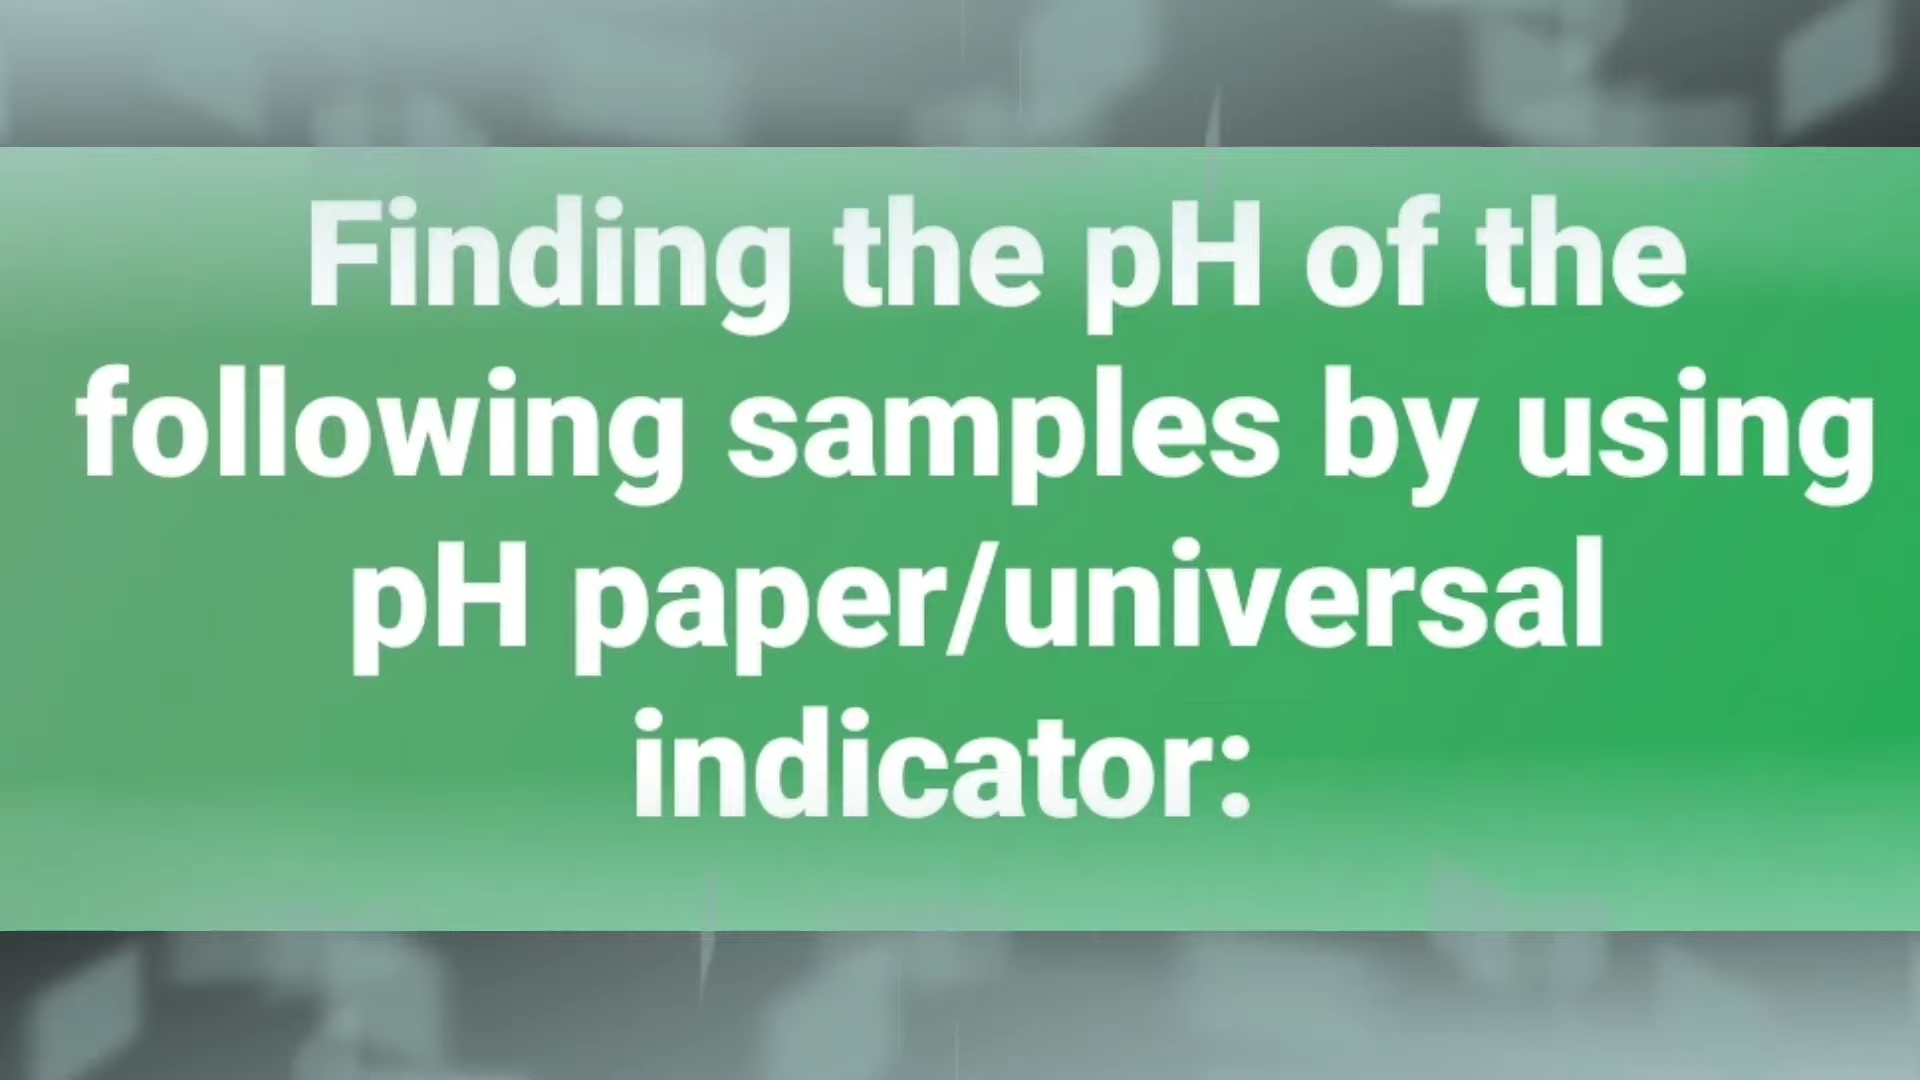 Finding the pH of the
following samples by using
pH paper/universal
indicator: